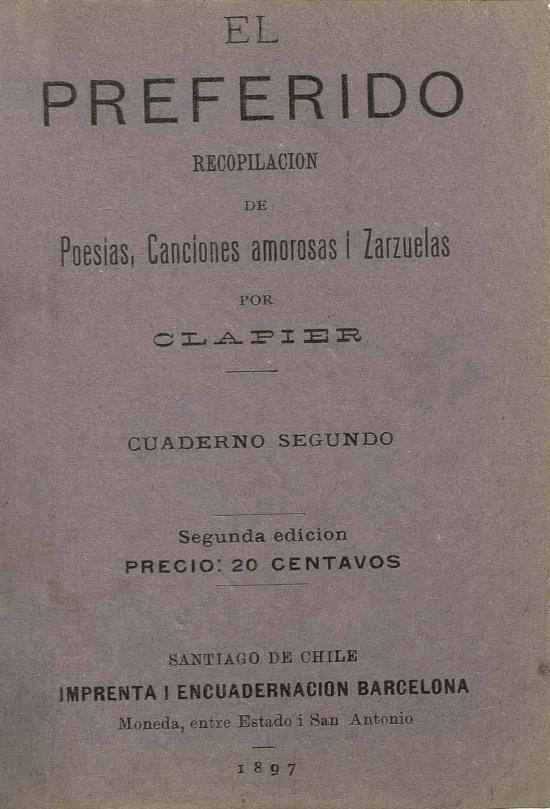 EL
PREFERIDO
RECOPILACION
DE
Poesias, Canciones amorosas i Zarzuelas
POR
CLAPIER
CUADERNO SEGUNDO
Segunda edicion
PRECIO: 20 CENTAVOS
SANTIAGO DE CHILE
IMPRENTA I ENCUADERNACION BARCELONA
Moneda, entre Estado i San Antonio
1897